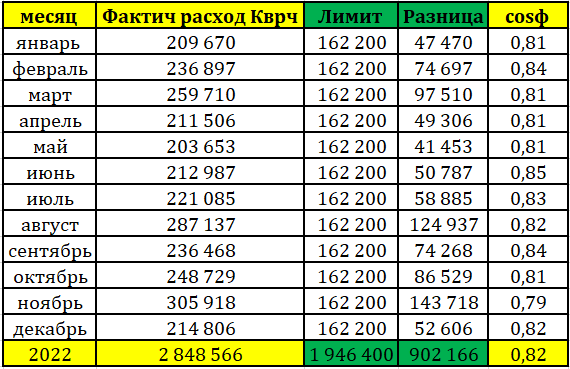 месяц Фактич расход Кврч Лимит Разница cosф
январь 209 670 162 200 47 470 0,81
февраль 236 897 162 200 74 697 0,84
март 259 710 162 200 97 510 0,81
апрель 211 506 162 200 49 306 0,81
май 203 653 162 200 41 453 0,81
июнь 212 987 162 200 50 787 0,85
июль 221 085 162 200 58 885 0,83
август 287 137 162 200 124 937 0,82
сентябрь 236 468 162 200 74 268 0,84
октябрь 248 729 162 200 86 529 0,81
ноябрь 305 918 162 200 143 718 0,79
декабрь 214 806 162 200 52 606 0,82
2022 2 848 566 1 946 400 902 166 0,82